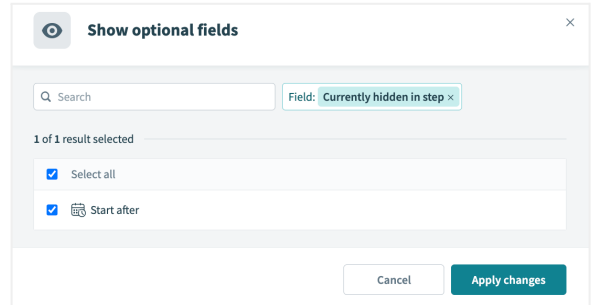 Show optional fields
Search
Field: Currently hidden in step ×
1 of 1 result selected
Select all
Start after
Cancel
Apply changes